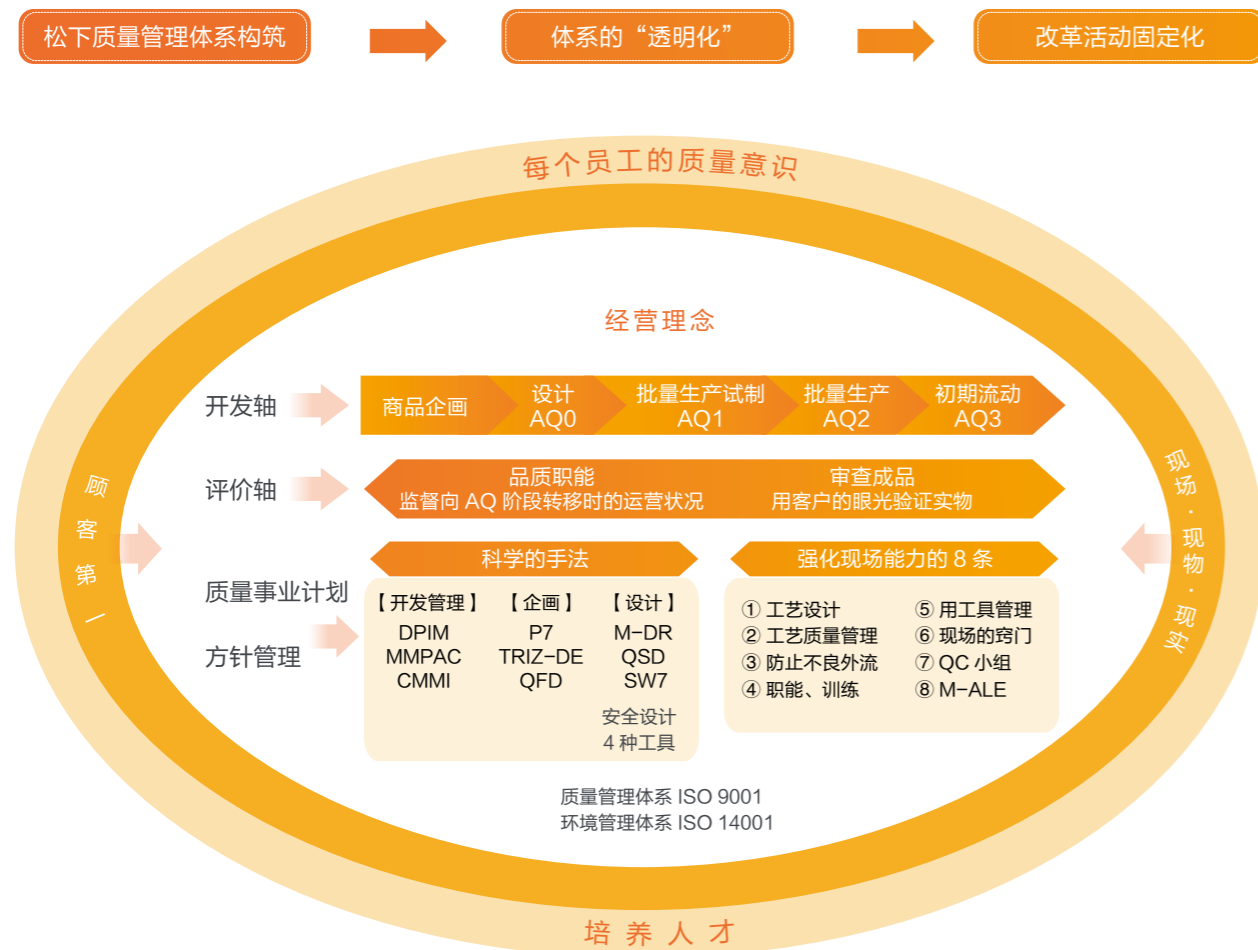 松下质量管理体系构筑
体系的“透明化”
改革活动固定化
每个员工的质量意识
经营理念
开发轴
商品企画
设计
AQ0
批量生产试制
AQ1
批量生产
AQ2
初期流动
AQ3
评价轴
品质职能
监督向 AQ 阶段转移时的运营状况
审查成品
用客户的眼光验证实物
顾客第一
现场·现物·现实
质量事业计划
方针管理
科学的手法
【开发管理】
DPIM
MMPAC
CMMI
【企画】
P7
TRIZ-DE
QFD
【设计】
M-DR
QSD
SW7
安全设计
4 种工具
强化现场能力的 8 条
① 工艺设计
② 工艺质量管理
③ 防止不良外流
④ 职能、训练
⑤ 用工具管理
⑥ 现场的窍门
⑦ QC 小组
⑧ M-ALE
质量管理体系 ISO 9001
环境管理体系 ISO 14001
培养人才